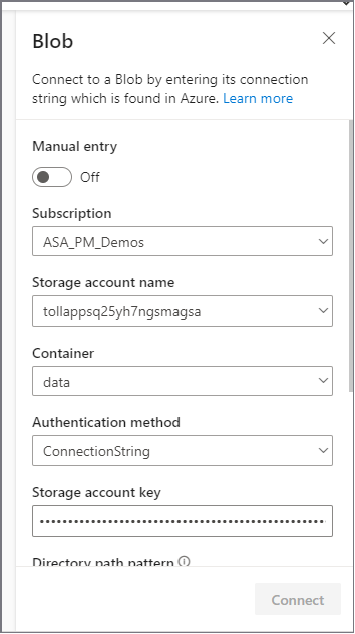 Blob
Connect to a Blob by entering its connection
string which is found in Azure. Learn more
Manual entry
Off
Subscription
ASA_PM_Demos
Storage account name
tollappsq25yh7ngsmagsa
Container
data
Authentication method
ConnectionString
Storage account key
Directory path pattern
Connect